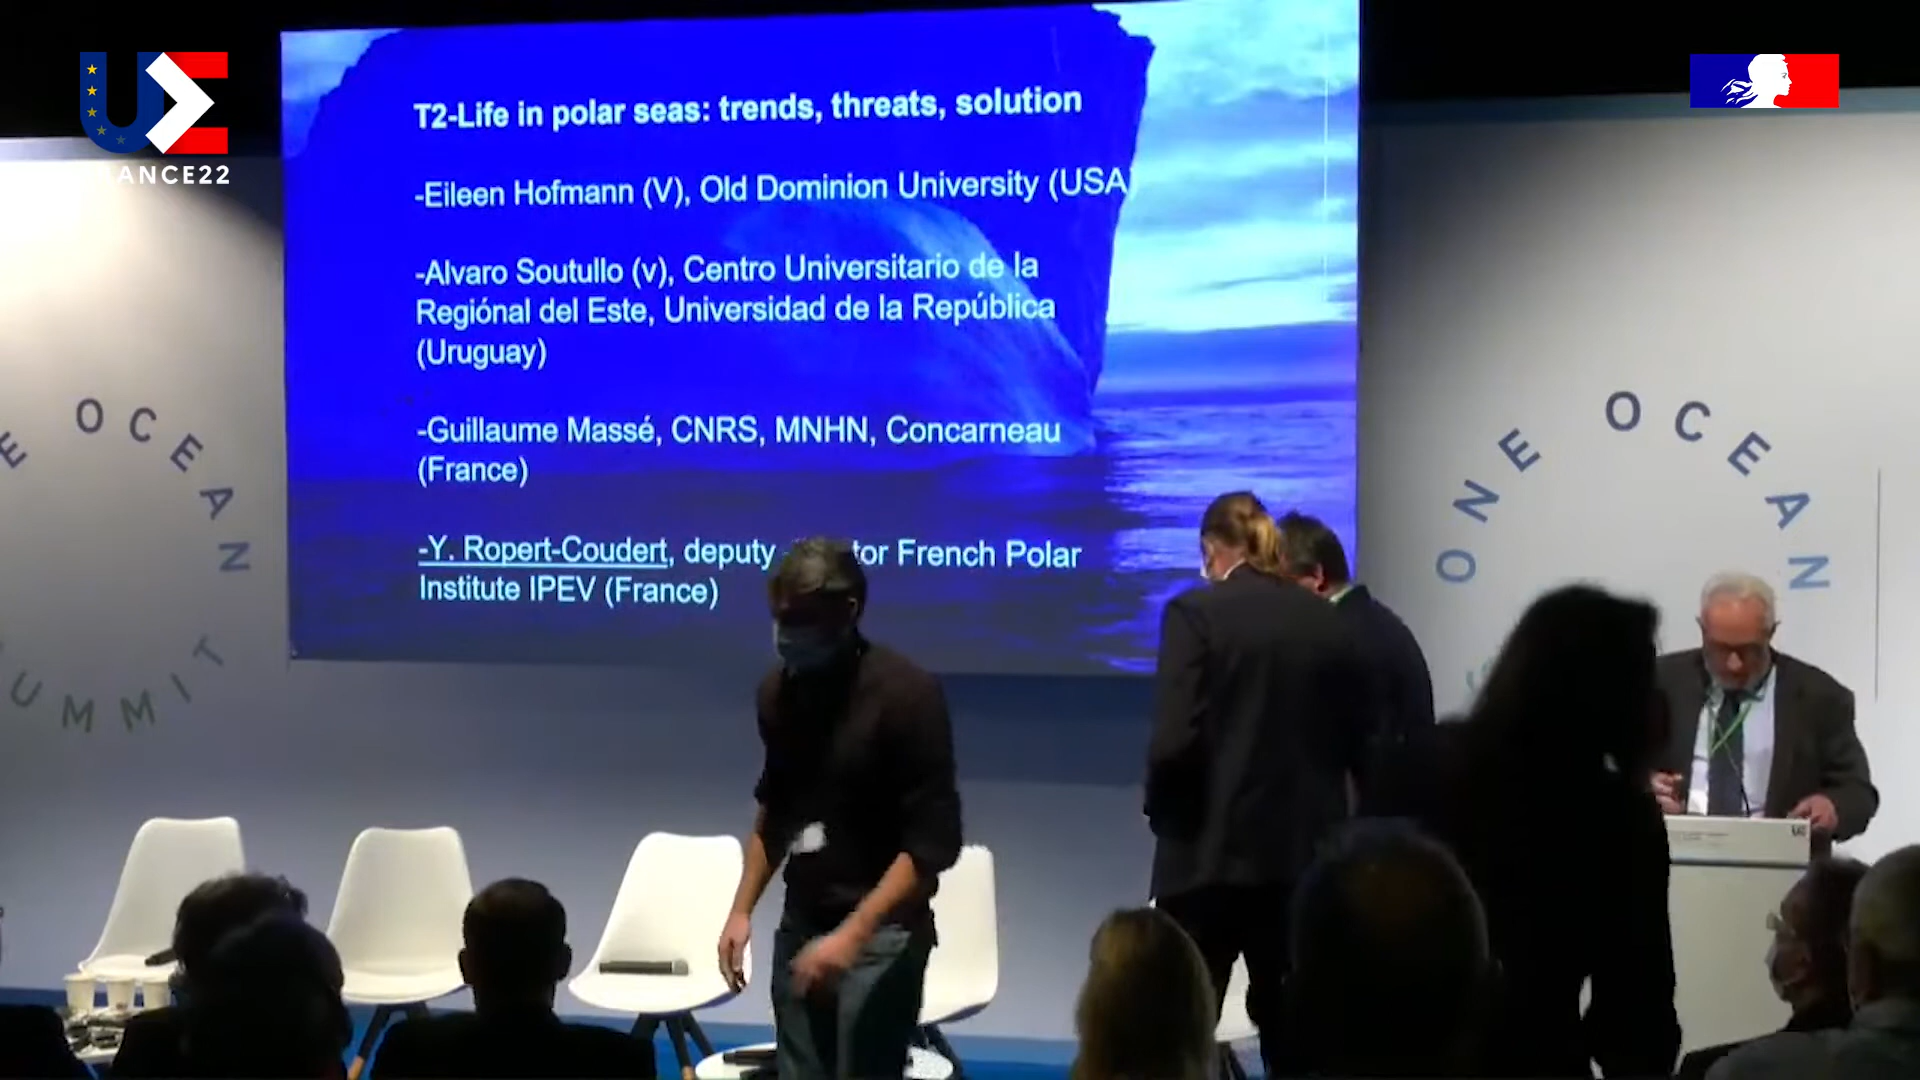 T2-Life in polar seas: trends, threats, solution
-Eileen Hofmann (V), Old Dominion University (USA)
-Alvaro Soutullo (v), Centro Universitario de la
Regiónal del Este, Universidad de la República
(Uruguay)
-Guillaume Massé, CNRS, MNHN, Concarneau
(France)
-Y. Ropert-Coudert, deputy French Polar
Institute IPEV (France)
UE
ANCE22
E OCEAN
SUMMIT
ONE OCEAN
UE